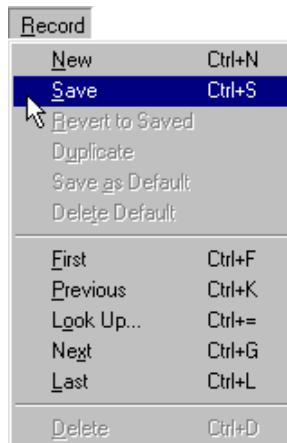 Record
New Ctrl+N
Save Ctrl+S
Revert to Saved
Duplicate
Save as Default
Delete Default
First Ctrl+F
Previous Ctrl+K
Look Up... Ctrl+=
Next Ctrl+G
Last Ctrl+L
Delete Ctrl+D